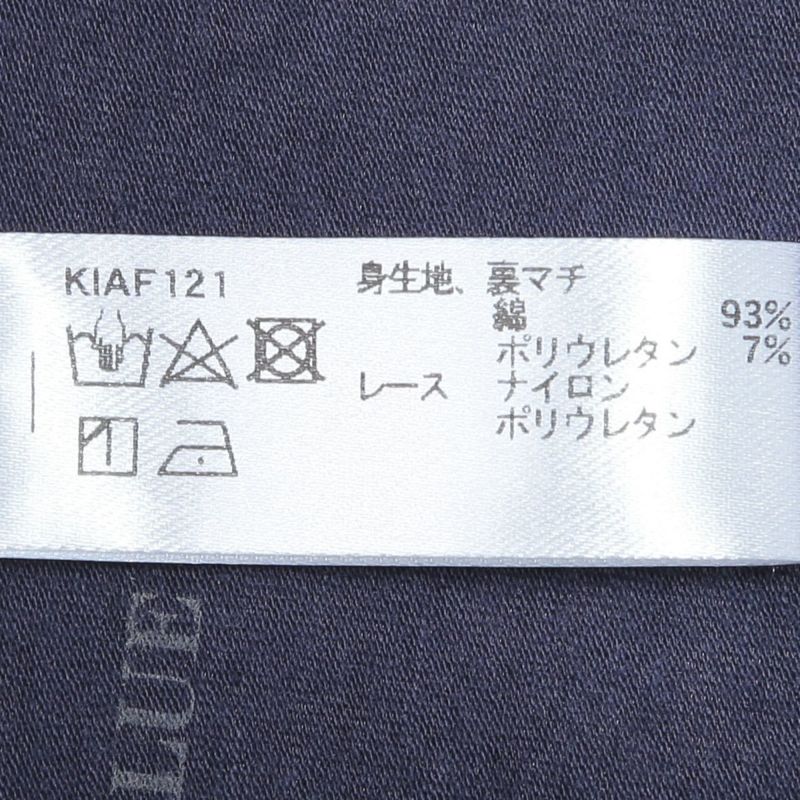 KIAF121
身生地、裏マチ
綿 93%
ポリウレタン 7%
レース ナイロン
ポリウレタン
LUE